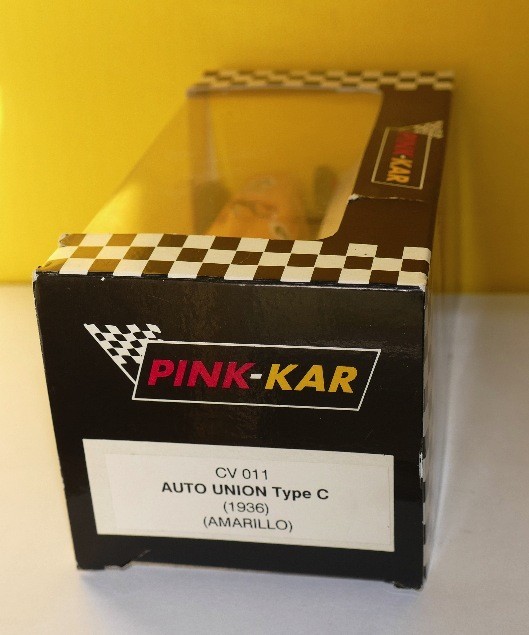 PINK-KAR
PINK-KAR
CV 011
AUTO UNION Type C
(1936)
(AMARILLO)